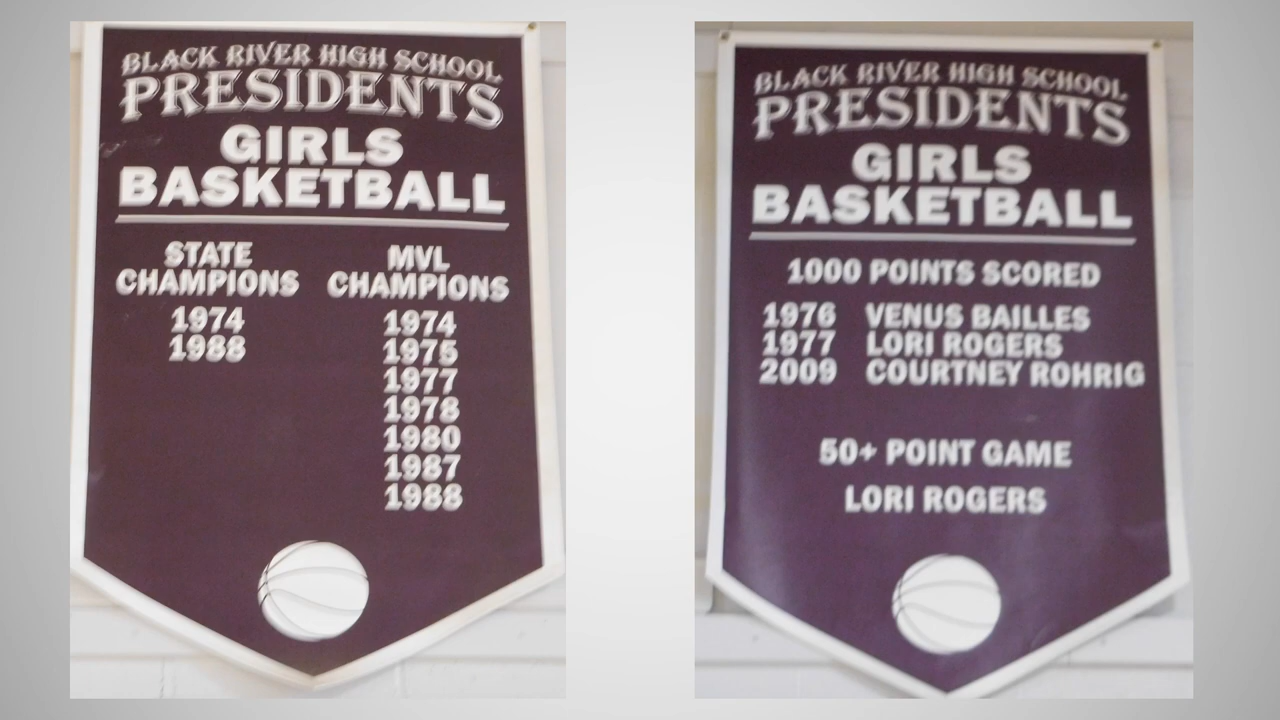 BLACK RIVER HIGH SCHOOL
PRESIDENTS
GIRLS
BASKETBALL
STATE
CHAMPIONS
1974
1988
MVL
CHAMPIONS
1974
1975
1977
1978
1980
1987
1988
BLACK RIVER HIGH SCHOOL
PRESIDENTS
GIRLS
BASKETBALL
1000 POINTS SCORED
1976 VENUS BAILLES
1977 LORI ROGERS
2009 COURTNEY ROHRIG
50+ POINT GAME
LORI ROGERS